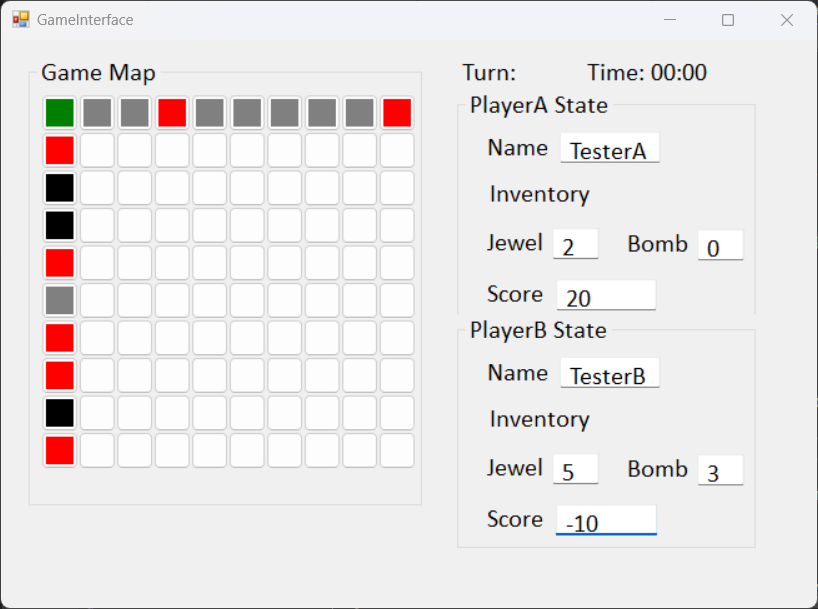 GameInterface
Game Map
Turn: Time: 00:00
PlayerA State
Name TesterA
Inventory
Jewel 2 Bomb 0
Score 20
PlayerB State
Name TesterB
Inventory
Jewel 5 Bomb 3
Score -10